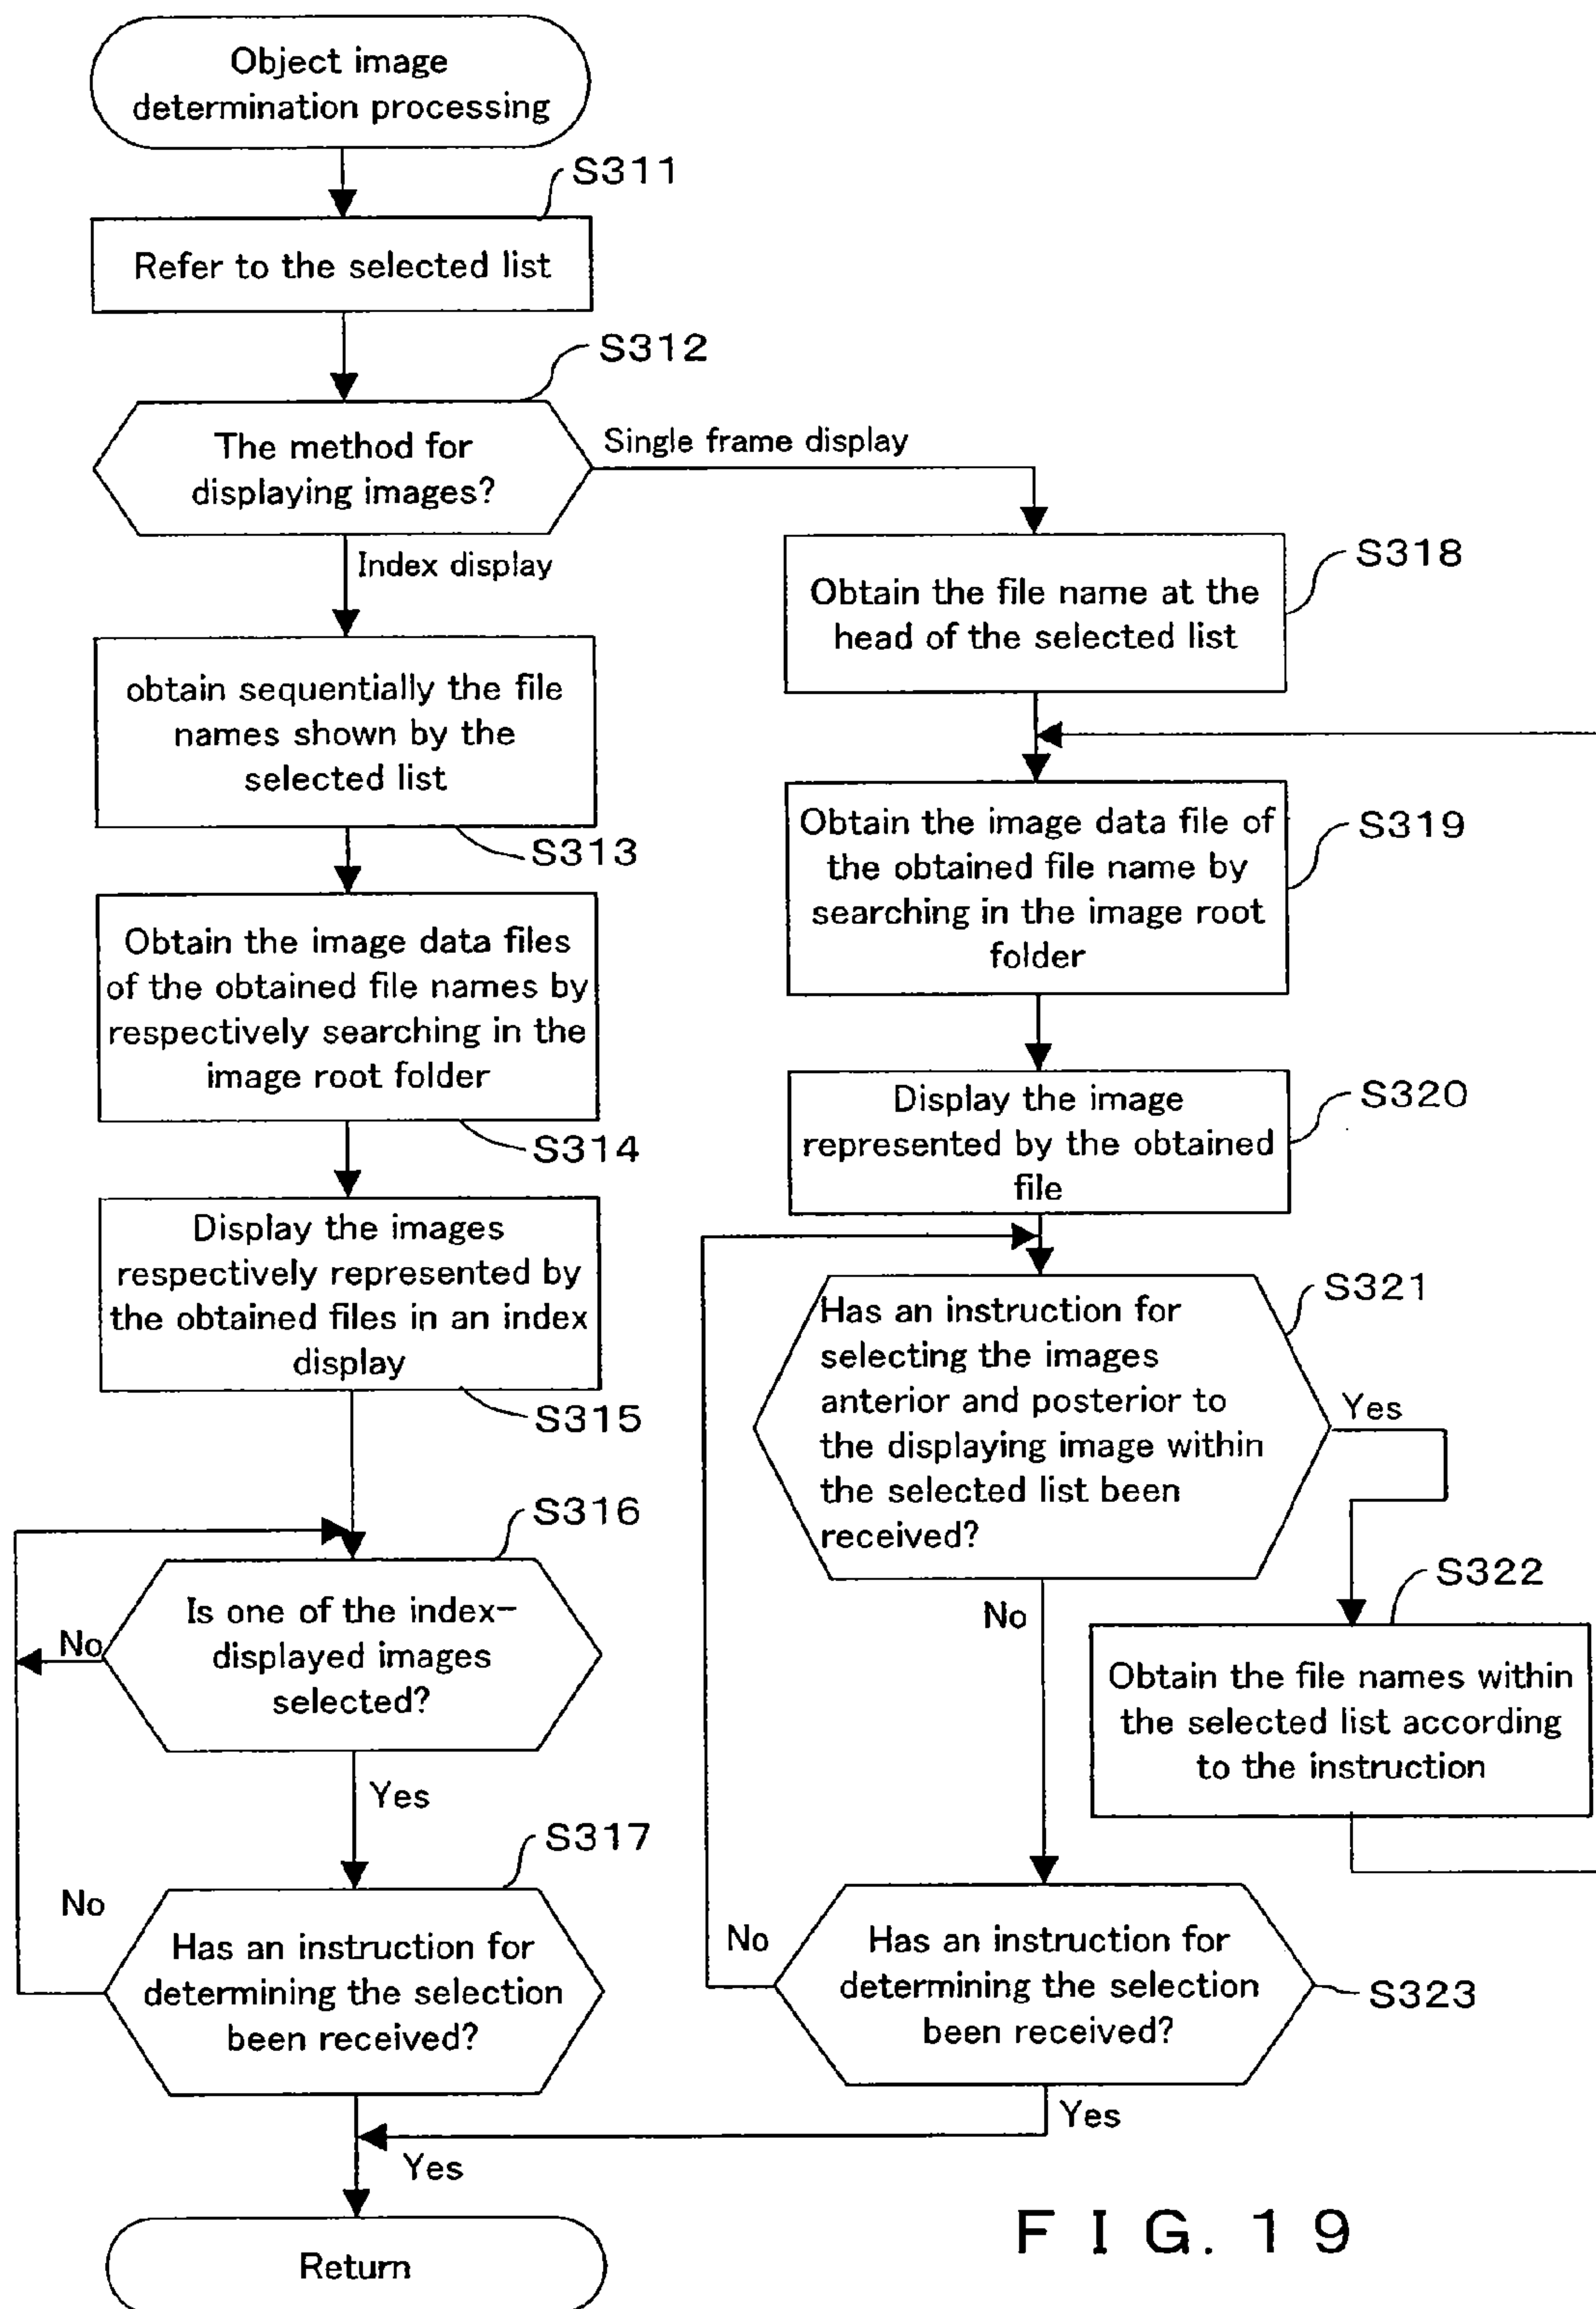 Object image
determination processing
S311
Refer to the selected list
S312
The method for
displaying images?
Single frame display
Index display
obtain sequentially the file
names shown by the
selected list
S313
Obtain the image data files
of the obtained file names by
respectively searching in the
image root folder
S314
Display the images
respectively represented by
the obtained files in an index
display
S315
S316
Is one of the index-
displayed images
selected?
No
Yes
S317
No
Has an instruction for
determining the selection
been received?
Yes
Return
S318
Obtain the file name at the
head of the selected list
S319
Obtain the image data file of
the obtained file name by
searching in the image root
folder
S320
Display the image
represented by the obtained
file
S321
Has an instruction for
selecting the images
anterior and posterior to
the displaying image within
the selected list been
received?
Yes
No
S322
Obtain the file names within
the selected list according
to the instruction
No
Has an instruction for
determining the selection
been received?
S323
Yes
FIG. 19